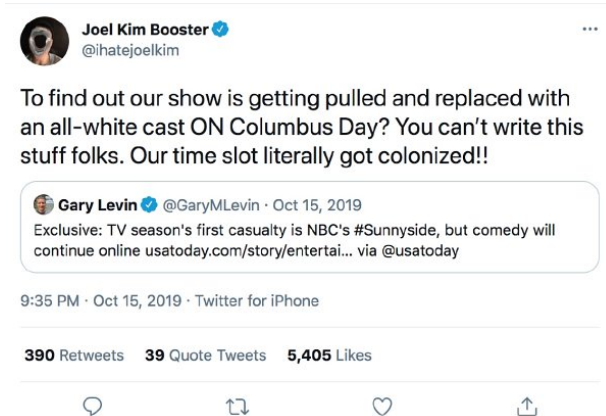 Joel Kim Booster
@ihatejoelkim
To find out our show is getting pulled and replaced with
an all-white cast ON Columbus Day? You can't write this
stuff folks. Our time slot literally got colonized!!
Gary Levin @GaryMLevin · Oct 15, 2019
Exclusive: TV season's first casualty is NBC's #Sunnyside, but comedy will
continue online usatoday.com/story/entertai... via @usatoday
9:35 PM · Oct 15, 2019 · Twitter for iPhone
390 Retweets 39 Quote Tweets 5,405 Likes